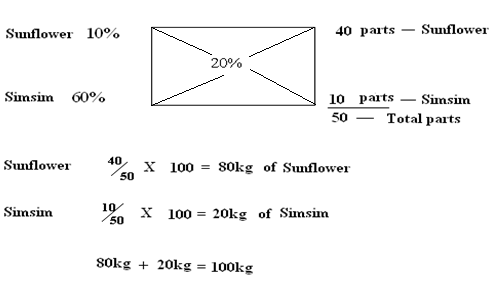 Sunflower 10% 40 parts — Sunflower
20%
Simsim 60% 10 parts — Simsim
50 — Total parts
Sunflower 40/50 X 100 = 80kg of Sunflower
Simsim 10/50 X 100 = 20kg of Simsim
80kg + 20kg = 100kg